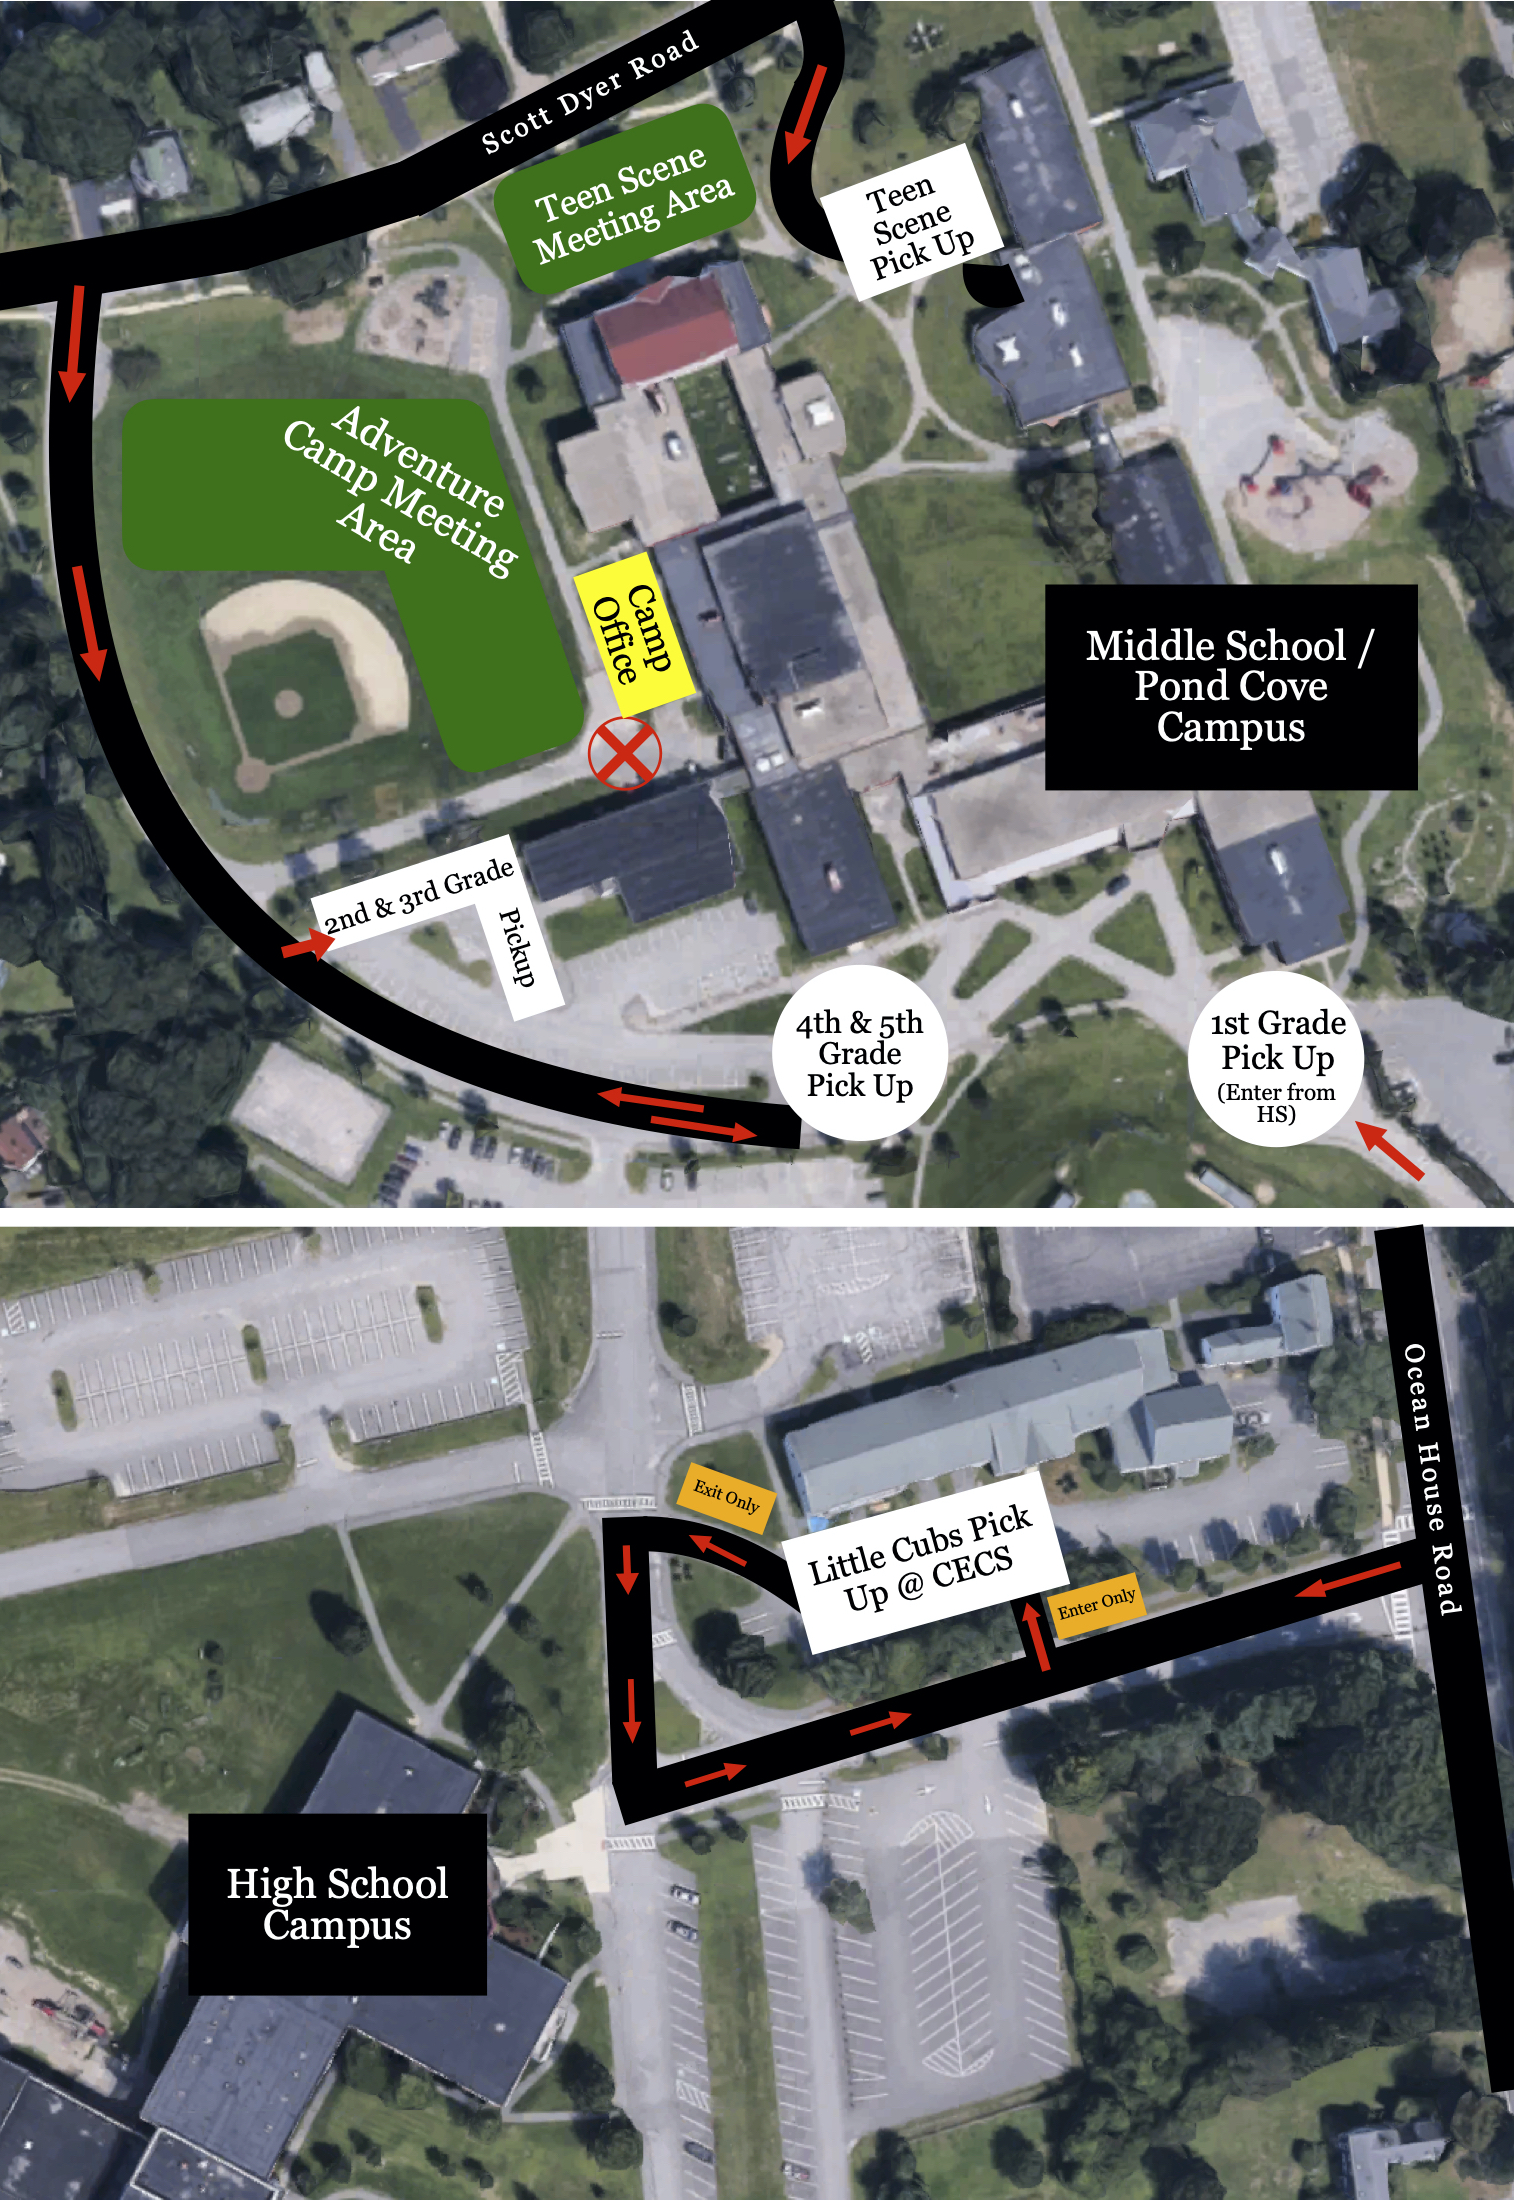 Scott Dyer Road
Teen Scene
Meeting Area
Teen
Scene
Pick Up
Adventure
Camp Meeting
Area
Camp
Office
Middle School /
Pond Cove
Campus
2nd & 3rd Grade
Pickup
4th & 5th
Grade
Pick Up
1st Grade
Pick Up
(Enter from
HS)
Ocean House Road
Exit Only
Little Cubs Pick
Up @ CECS
Enter Only
High School
Campus